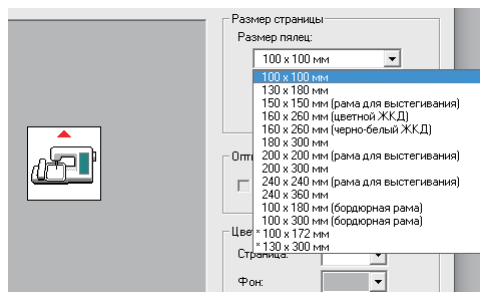 Размер страницы
Размер пялец:
100 x 100 мм
100 x 100 мм
130 x 180 мм
150 x 150 мм (рама для выстегивания)
160 x 260 мм (цветной ЖКД)
160 x 260 мм (черно-белый ЖКД)
180 x 300 мм
200 x 200 мм (рама для выстегивания)
200 x 300 мм
240 x 240 мм (рама для выстегивания)
240 x 360 мм
100 x 180 мм (бордюрная рама)
100 x 300 мм (бордюрная рама)
* 100 x 172 мм
* 130 x 300 мм
Опти
Цве
Страница:
Фон: